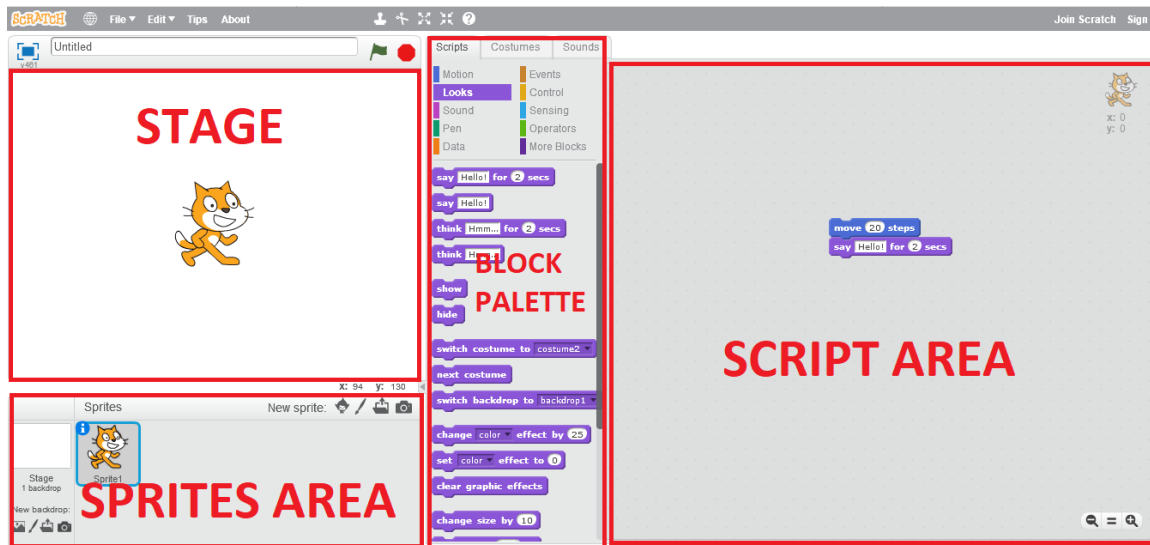 SCRATCH File Edit Tips About Join Scratch Sign
v461 Untitled
STAGE
x: 94 y: 130
Sprites New sprite:
Sprite1
Stage
1 backdrop
New backdrop:
SPRITES AREA
Scripts Costumes Sounds
Motion Events
Looks Control
Sound Sensing
Pen Operators
Data More Blocks
say Hello! for 2 secs
say Hello!
think Hmm... for 2 secs
think Hmm...
show
hide
BLOCK
PALETTE
switch costume to costume2
next costume
switch backdrop to backdrop1
change color effect by 25
set color effect to 0
clear graphic effects
change size by 10
x: 0
y: 0
move 20 steps
say Hello! for 2 secs
SCRIPT AREA